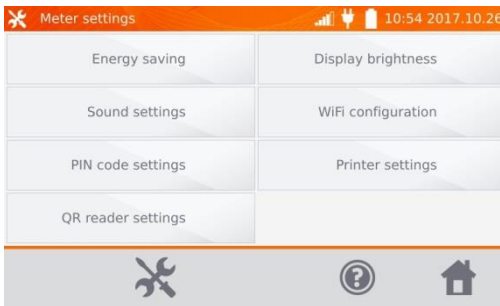 Meter settings 10:54 2017.10.26
Energy saving Display brightness
Sound settings WiFi configuration
PIN code settings Printer settings
QR reader settings
?